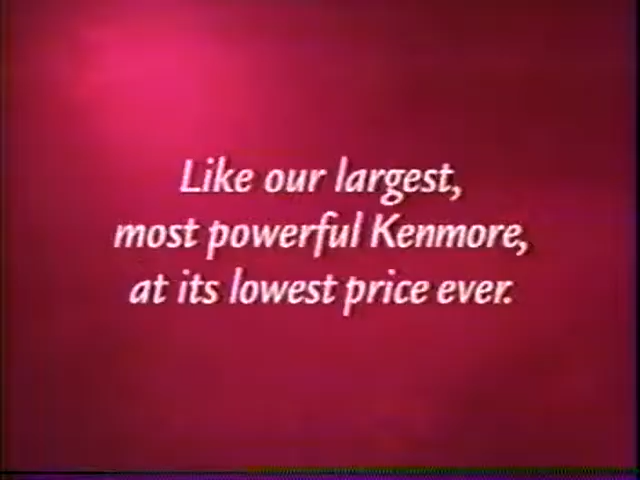 Like our largest,
most powerful Kenmore,
at its lowest price ever.